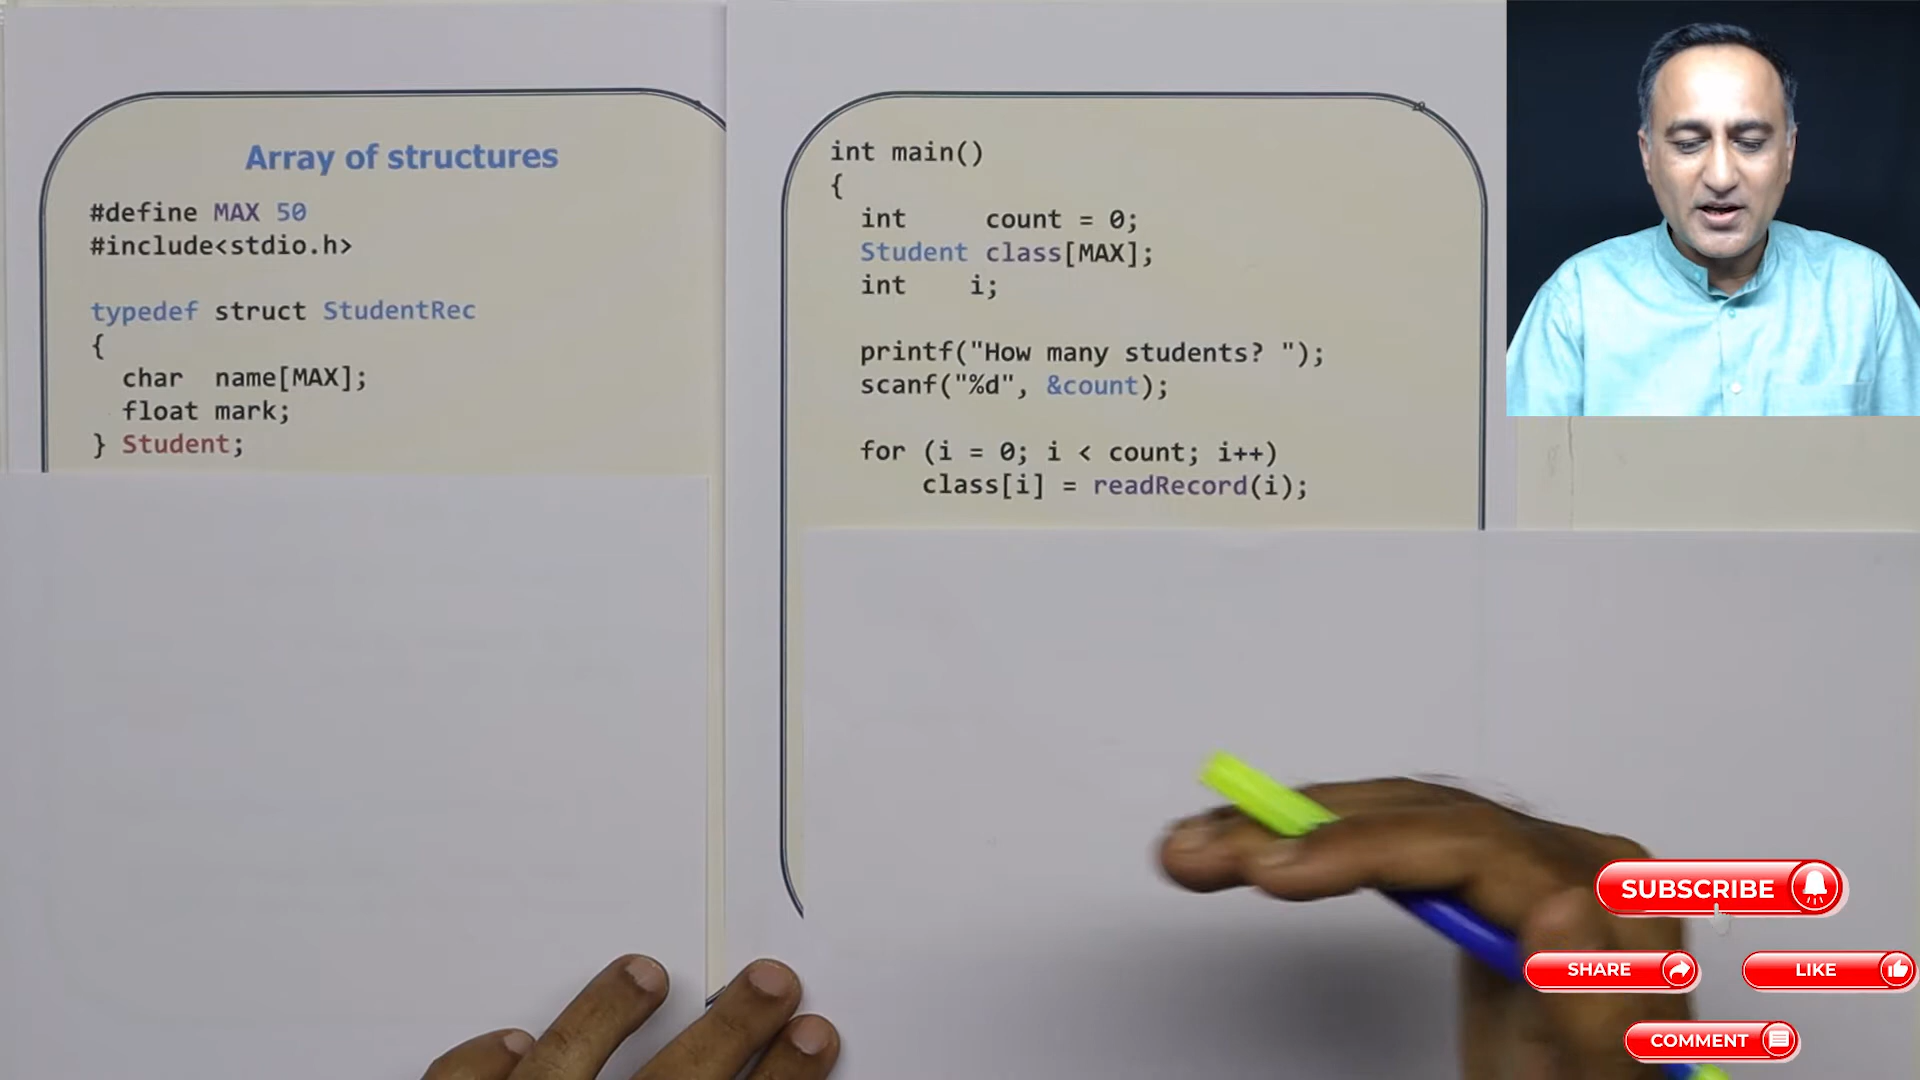 Array of structures
#define MAX 50
#include<stdio.h>
typedef struct StudentRec
{
char name[MAX];
float mark;
} Student;
int main()
{
int count = 0;
Student class[MAX];
int i;
printf("How many students? ");
scanf("%d", &count);
for (i = 0; i < count; i++)
class[i] = readRecord(i);
SUBSCRIBE
SHARE
LIKE
COMMENT